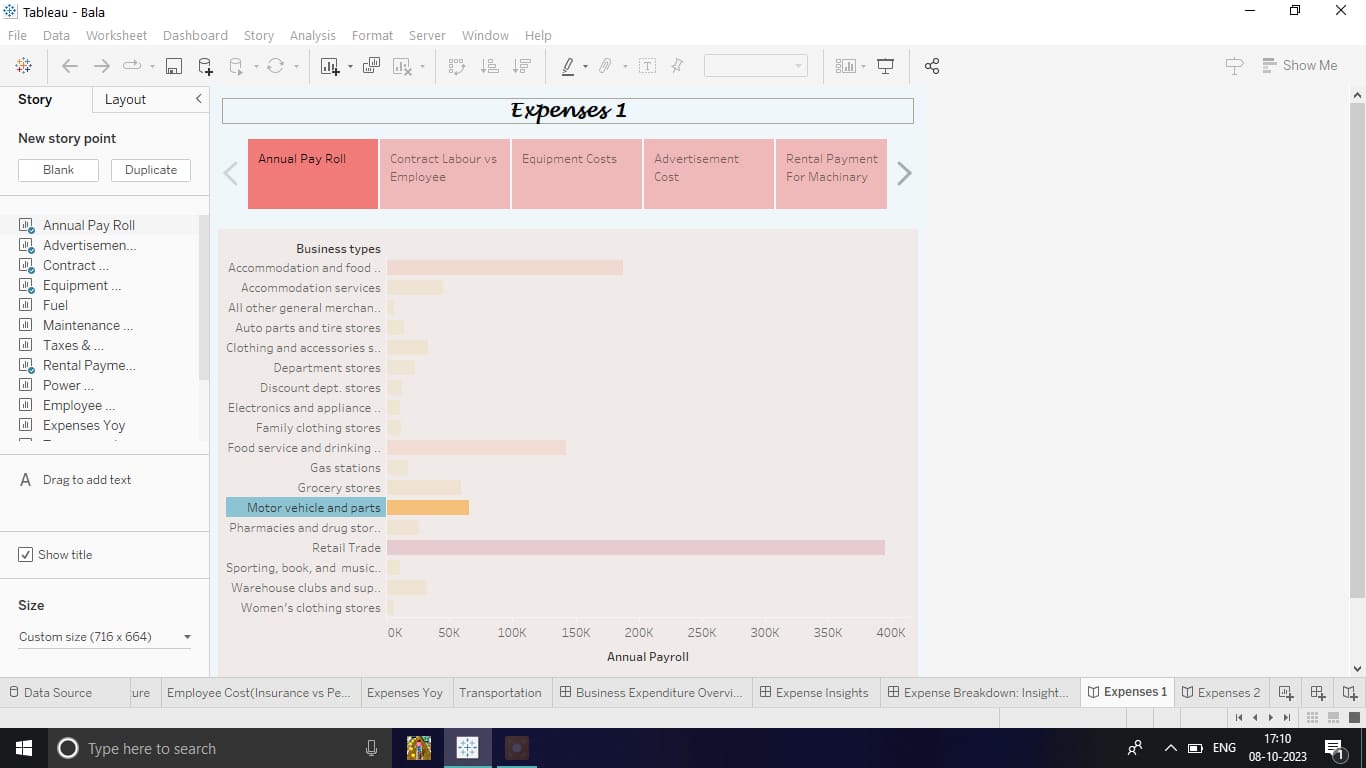 Tableau - Bala
File Data Worksheet Dashboard Story Analysis Format Server Window Help
Show Me
Story Layout
New story point
Blank Duplicate
Annual Pay Roll
Advertisemen...
Contract ...
Equipment ...
Fuel
Maintenance ...
Taxes & ...
Rental Payme...
Power ...
Employee ...
Expenses Yoy
A Drag to add text
Show title
Size
Custom size (716 x 664)
Expenses 1
Annual Pay Roll
Contract Labour vs
Employee
Equipment Costs
Advertisement
Cost
Rental Payment
For Machinary
Business types
Accommodation and food ..
Accommodation services
All other general merchan..
Auto parts and tire stores
Clothing and accessories s..
Department stores
Discount dept. stores
Electronics and appliance ..
Family clothing stores
Food service and drinking ..
Gas stations
Grocery stores
Motor vehicle and parts
Pharmacies and drug stor..
Retail Trade
Sporting, book, and music..
Warehouse clubs and sup..
Women's clothing stores
0K 50K 100K 150K 200K 250K 300K 350K 400K
Annual Payroll
Data Source ure Employee Cost(Insurance vs Pe... Expenses Yoy Transportation Business Expenditure Overvi... Expense Insights Expense Breakdown: Insight... Expenses 1 Expenses 2
Type here to search
ENG
17:10
08-10-2023
1